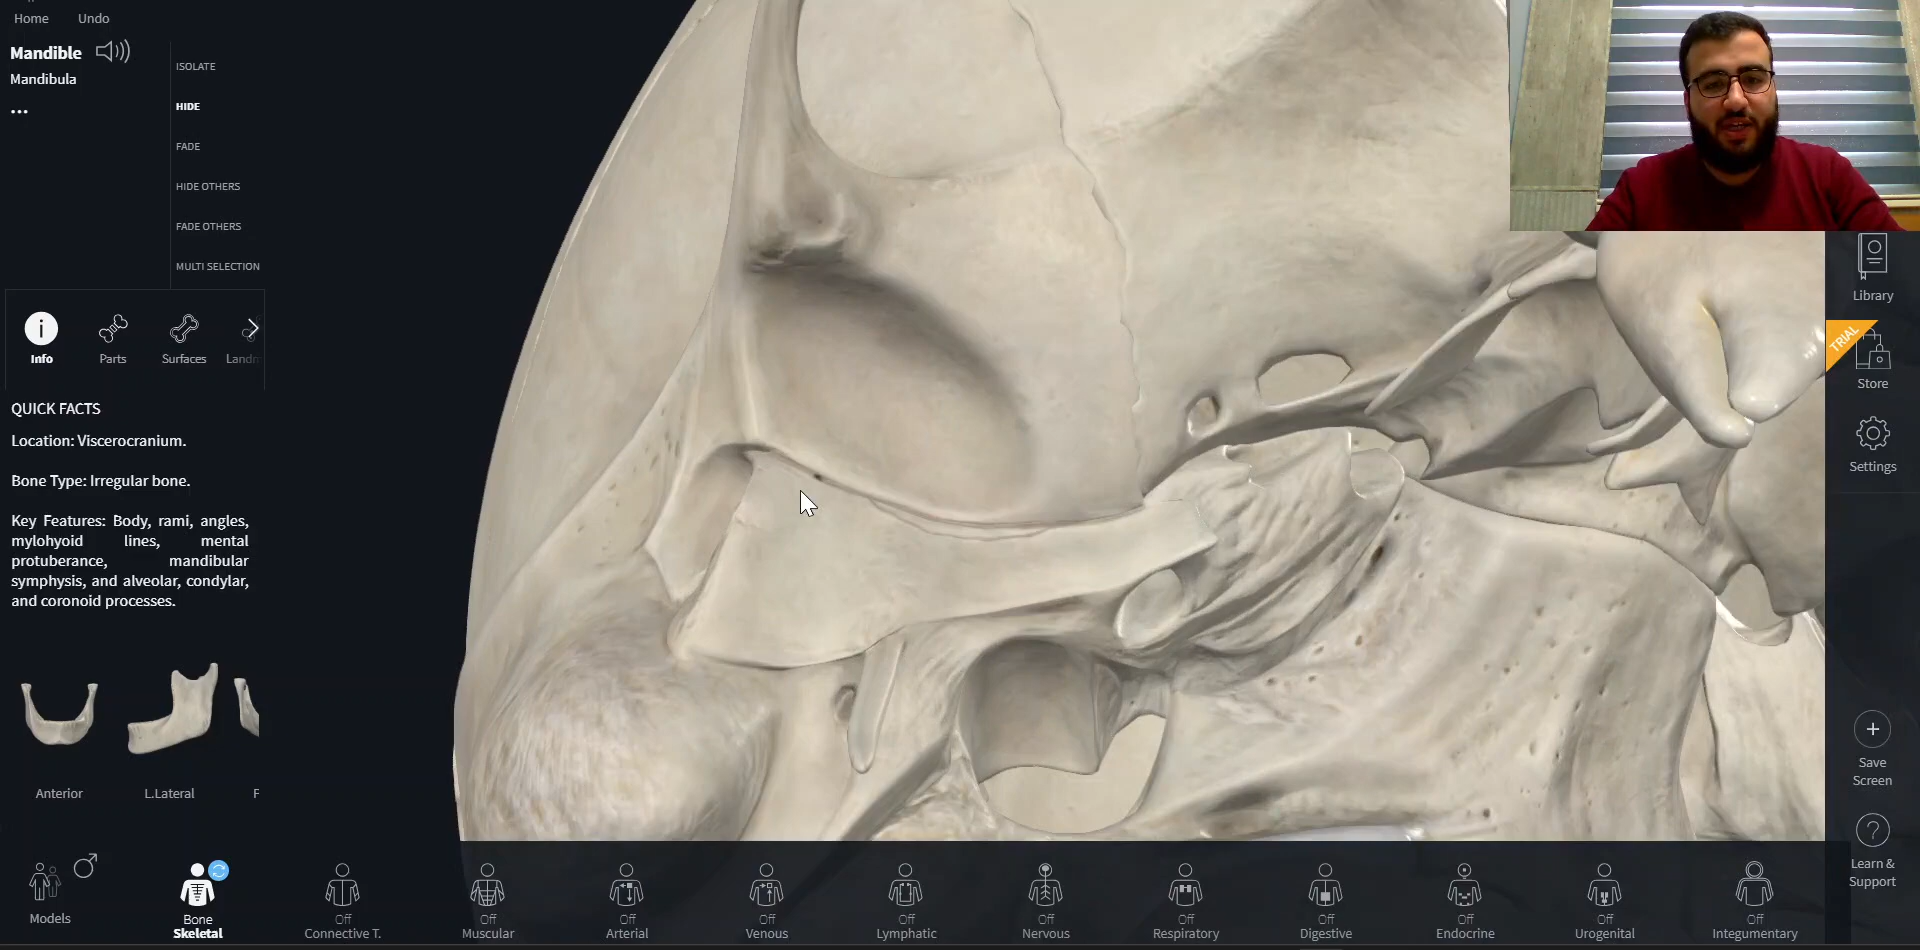 Home Undo
Mandible
Mandibula
ISOLATE
HIDE
FADE
HIDE OTHERS
FADE OTHERS
MULTI SELECTION
Info Parts Surfaces
QUICK FACTS
Location: Viscerocranium.
Bone Type: Irregular bone.
Key Features: Body, rami, angles,
mylohyoid lines, mental
protuberance, mandibular
symphysis, and alveolar, condylar,
and coronoid processes.
Anterior L.Lateral
Library
TRIAL
Store
Settings
+
Save
Screen
?
Learn &
Support
Models
Bone
Skeletal
Off
Connective T.
Off
Muscular
Off
Arterial
Off
Venous
Off
Lymphatic
Off
Nervous
Off
Respiratory
Off
Digestive
Off
Endocrine
Off
Urogenital
Off
Integumentary